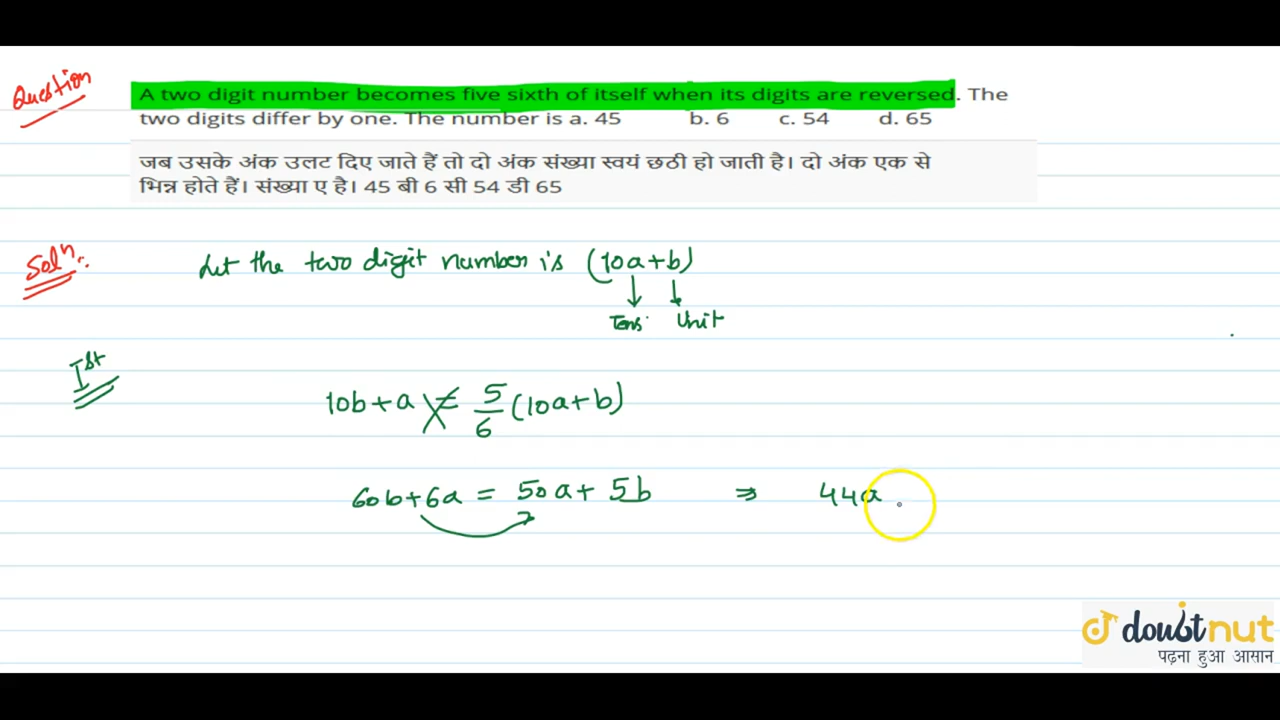 Question
A two digit number becomes five sixth of itself when its digits are reversed. The
two digits differ by one. The number is a. 45 b. 6 c. 54 d. 65
जब उसके अंक उलट दिए जाते हैं तो दो अंक संख्या स्वयं छठी हो जाती है। दो अंक एक से
भिन्न होते हैं। संख्या ए है। 45 बी 6 सी 54 डी 65
Solⁿ:
Let the two digit number is (10a+b)
Tens Unit
Ist
10b+a = 5/6 (10a+b)
60b+6a = 50a+5b ⇒ 44a
doubtnut
पढ़ना हुआ आसान